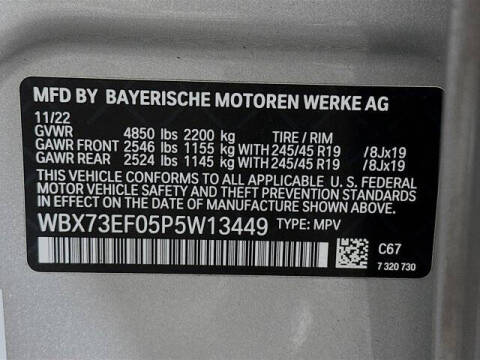 MFD BY BAYERISCHE MOTOREN WERKE AG
11/22
GVWR 4850 lbs 2200 kg TIRE / RIM
GAWR FRONT 2546 lbs 1155 kg WITH 245/45 R19 /8Jx19
GAWR REAR 2524 lbs 1145 kg WITH 245/45 R19 /8Jx19
THIS VEHICLE CONFORMS TO ALL APPLICABLE U.S. FEDERAL
MOTOR VEHICLE SAFETY AND THEFT PREVENTION STANDARDS
IN EFFECT ON THE DATE OF MANUFACTURE SHOWN ABOVE
WBX73EF05P5W13449 TYPE: MPV
C67
7 320 730